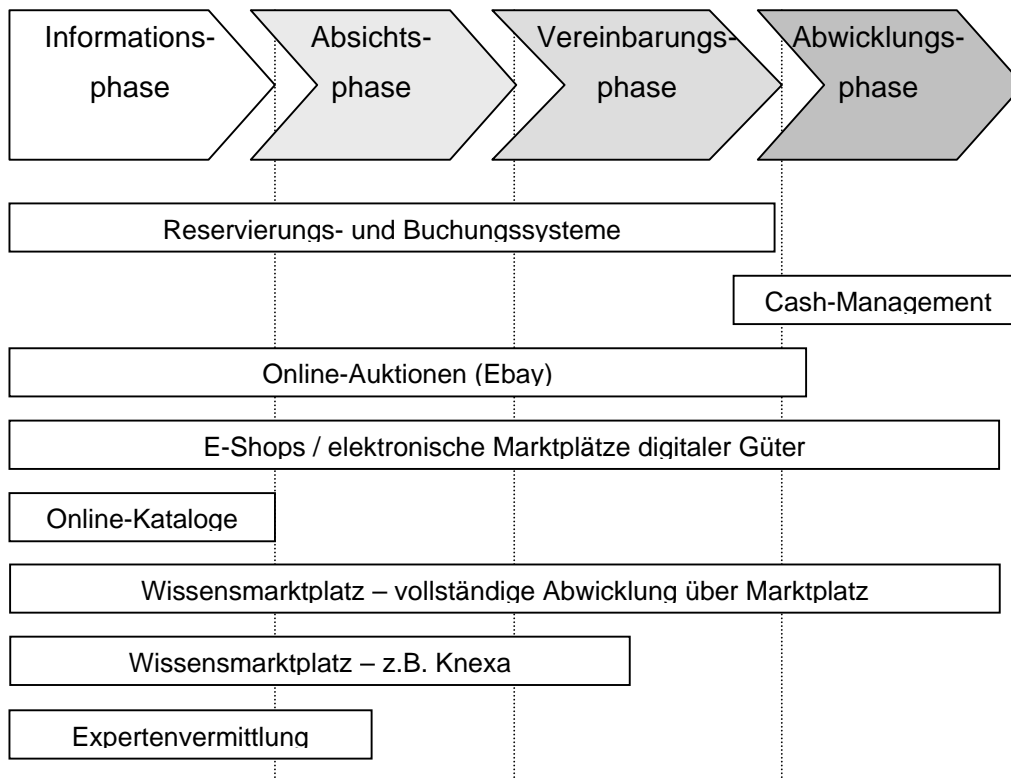 Informations-
phase
Absichts-
phase
Vereinbarungs-
phase
Abwicklungs-
phase
Reservierungs- und Buchungssysteme
Cash-Management
Online-Auktionen (Ebay)
E-Shops / elektronische Marktplätze digitaler Güter
Online-Kataloge
Wissensmarktplatz – vollständige Abwicklung über Marktplatz
Wissensmarktplatz – z.B. Knexa
Expertenvermittlung